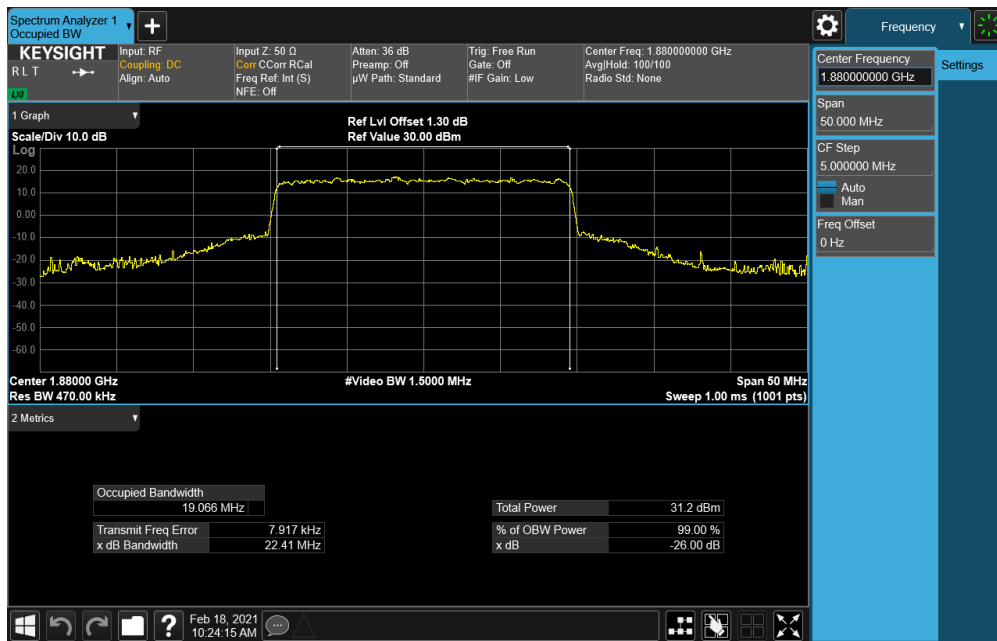 Spectrum Analyzer 1
Occupied BW
+
Frequency
KEYSIGHT
R L T
LXI
Input: RF
Coupling: DC
Align: Auto
Input Z: 50 Ω
Corr CCorr RCal
Freq Ref: Int (S)
NFE: Off
Atten: 36 dB
Preamp: Off
µW Path: Standard
Trig: Free Run
Gate: Off
#IF Gain: Low
Center Freq: 1.880000000 GHz
Avg|Hold: 100/100
Radio Std: None
Center Frequency
1.880000000 GHz
Settings
Span
50.000 MHz
CF Step
5.000000 MHz
Auto
Man
Freq Offset
0 Hz
1 Graph
Scale/Div 10.0 dB
Ref Lvl Offset 1.30 dB
Ref Value 30.00 dBm
Log
20.0
10.0
0.00
-10.0
-20.0
-30.0
-40.0
-50.0
-60.0
Center 1.88000 GHz
#Video BW 1.5000 MHz
Span 50 MHz
Res BW 470.00 kHz
Sweep 1.00 ms (1001 pts)
2 Metrics
Occupied Bandwidth
19.066 MHz
Total Power 31.2 dBm
Transmit Freq Error 7.917 kHz
% of OBW Power 99.00 %
x dB Bandwidth 22.41 MHz
x dB -26.00 dB
?
Feb 18, 2021
10:24:15 AM